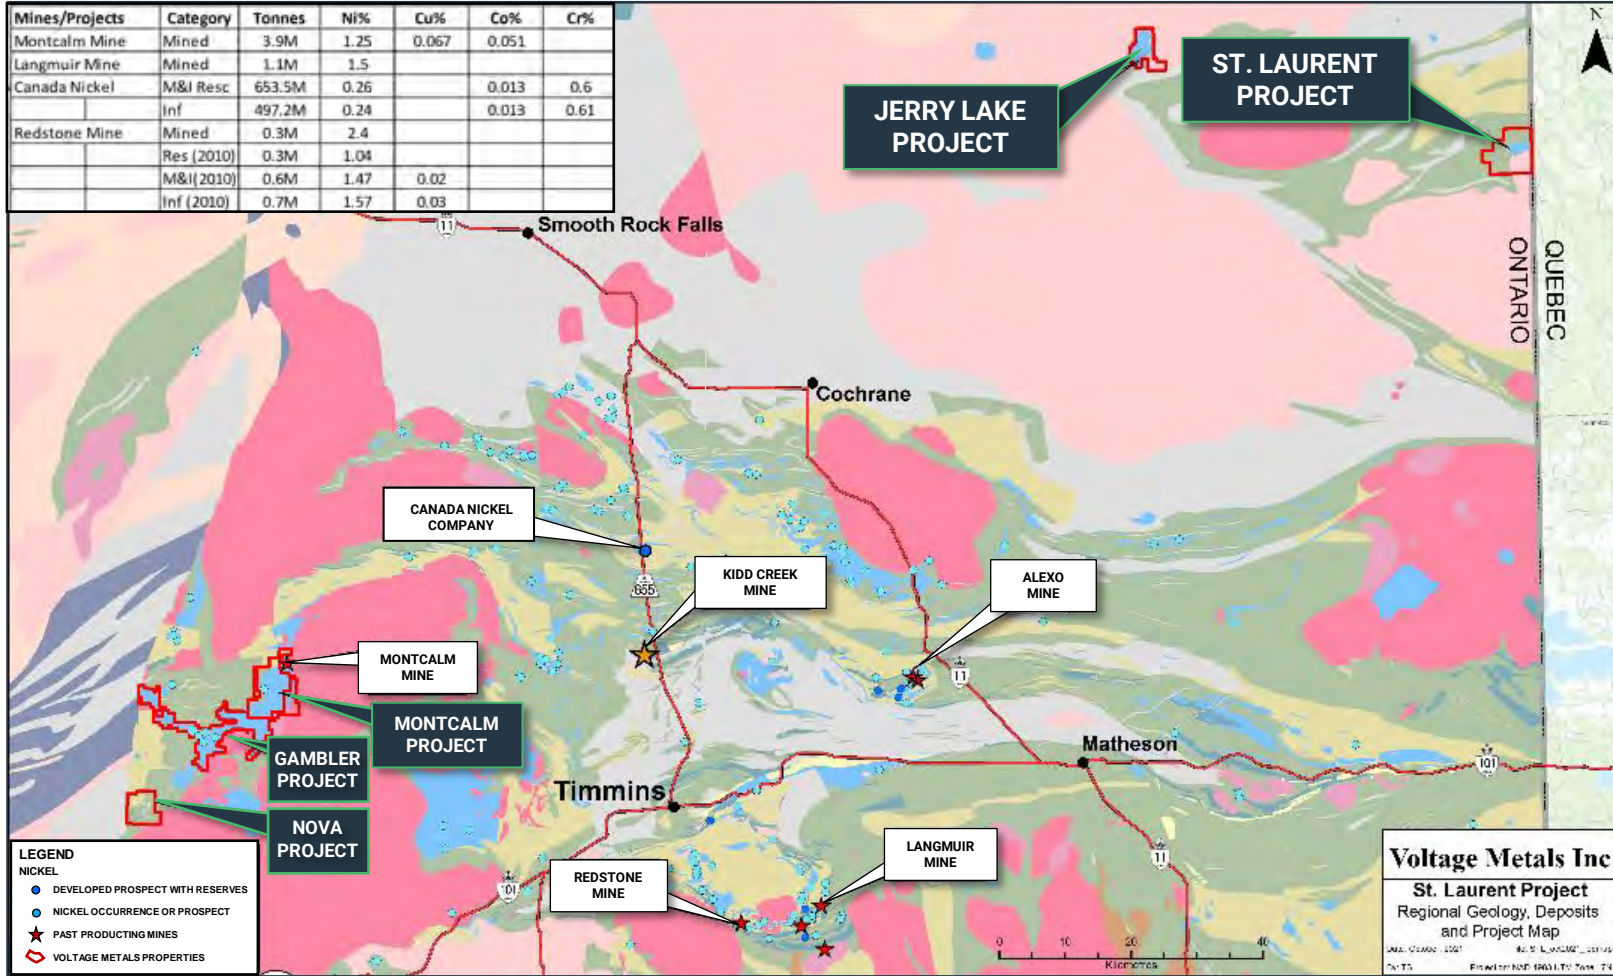 Mines/Projects Category Tonnes Ni% Cu% Co% Cr%
Montcalm Mine Mined 3.9M 1.25 0.067 0.051
Langmuir Mine Mined 1.1M 1.5
Canada Nickel M&I Resc 653.5M 0.26 0.013 0.6
Inf 497.2M 0.24 0.013 0.61
Redstone Mine Mined 0.3M 2.4
Res (2010) 0.3M 1.04
M&I(2010) 0.6M 1.47 0.02
Inf (2010) 0.7M 1.57 0.03
N
JERRY LAKE
PROJECT
ST. LAURENT
PROJECT
11
Smooth Rock Falls
QUEBEC
ONTARIO
Cochrane
CANADA NICKEL
COMPANY
655
KIDD CREEK
MINE
ALEXO
MINE
MONTCALM
MINE
11
MONTCALM
PROJECT
GAMBLER
PROJECT
Matheson
101
Timmins
NOVA
PROJECT
LANGMUIR
MINE
11
REDSTONE
MINE
101
LEGEND
NICKEL
DEVELOPED PROSPECT WITH RESERVES
NICKEL OCCURRENCE OR PROSPECT
PAST PRODUCING MINES
VOLTAGE METALS PROPERTIES
0 10 20 40
Kilometres
Voltage Metals Inc
St. Laurent Project
Regional Geology, Deposits
and Project Map
Date: October 2021